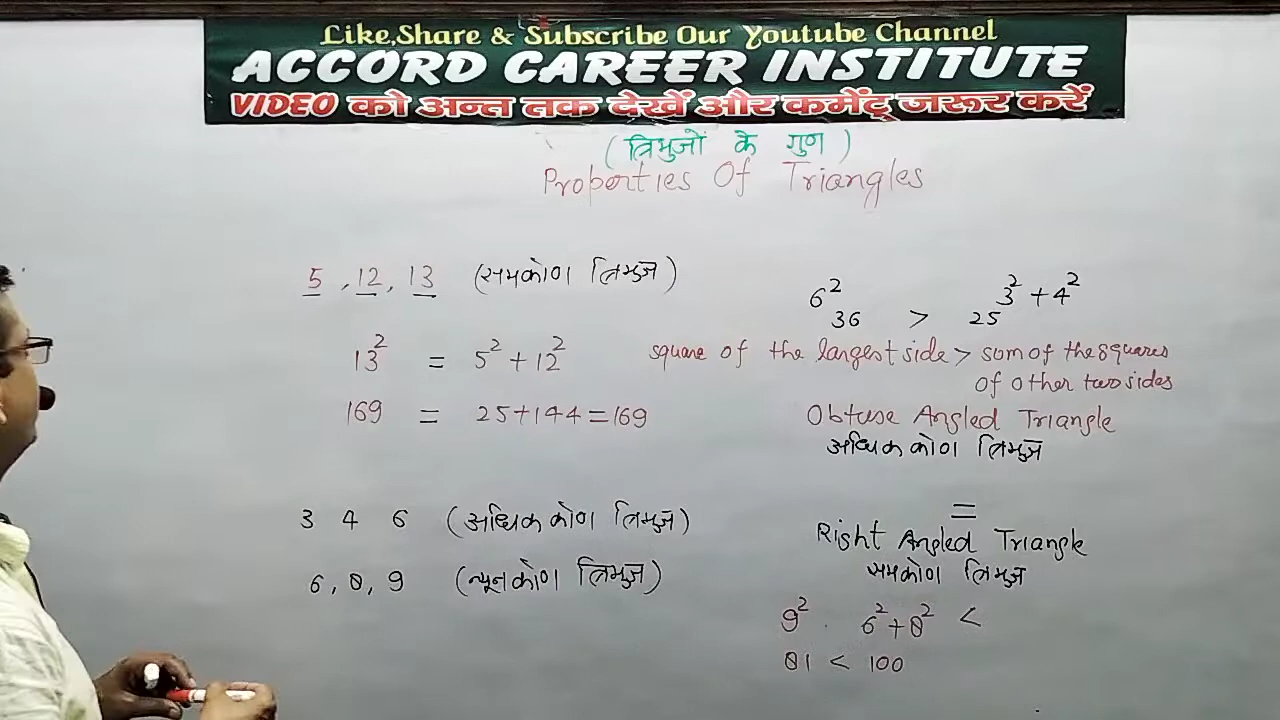 Like,Share & Subscribe Our Youtube Channel
ACCORD CAREER INSTITUTE
VIDEO को अन्त तक देखें और कमेंट् जरूर करें
(त्रिभुजों के गुण)
Properties Of Triangles
5, 12, 13 (समकोण त्रिभुज)
13² = 5² + 12²
169 = 25+144=169
3 4 6 (अधिक कोण त्रिभुज)
6, 8, 9 (न्यून कोण त्रिभुज)
6² 3² + 4²
36 > 25
square of the largest side > sum of the squares
of other two sides
Obtuse Angled Triangle
अधिक कोण त्रिभुज
=
Right Angled Triangle
समकोण त्रिभुज
9² 6²+8² <
81 < 100